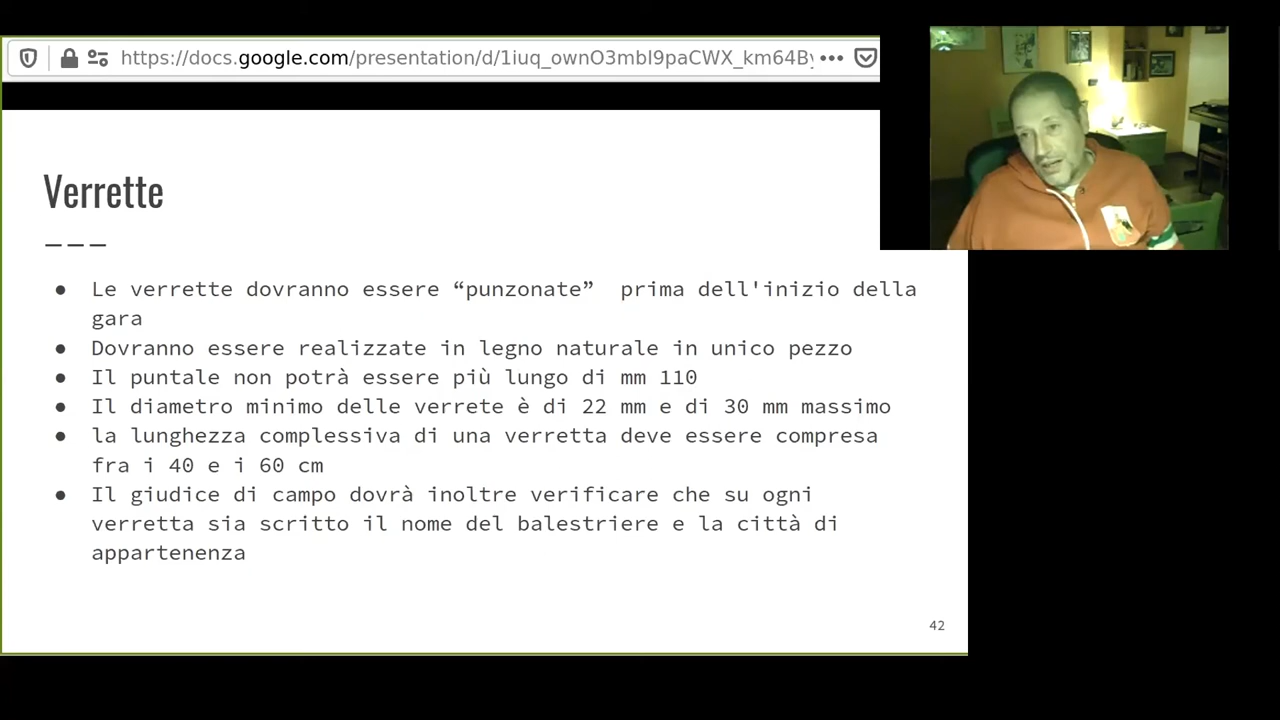 https://docs.google.com/presentation/d/1iuq_ownO3mbl9paCWX_km64By
Verrette
● Le verrette dovranno essere “punzonate”  prima dell'inizio della
gara
● Dovranno essere realizzate in legno naturale in unico pezzo
● Il puntale non potrà essere più lungo di mm 110
● Il diametro minimo delle verrete è di 22 mm e di 30 mm massimo
● la lunghezza complessiva di una verretta deve essere compresa
fra i 40 e i 60 cm
● Il giudice di campo dovrà inoltre verificare che su ogni
verretta sia scritto il nome del balestriere e la città di
appartenenza
42